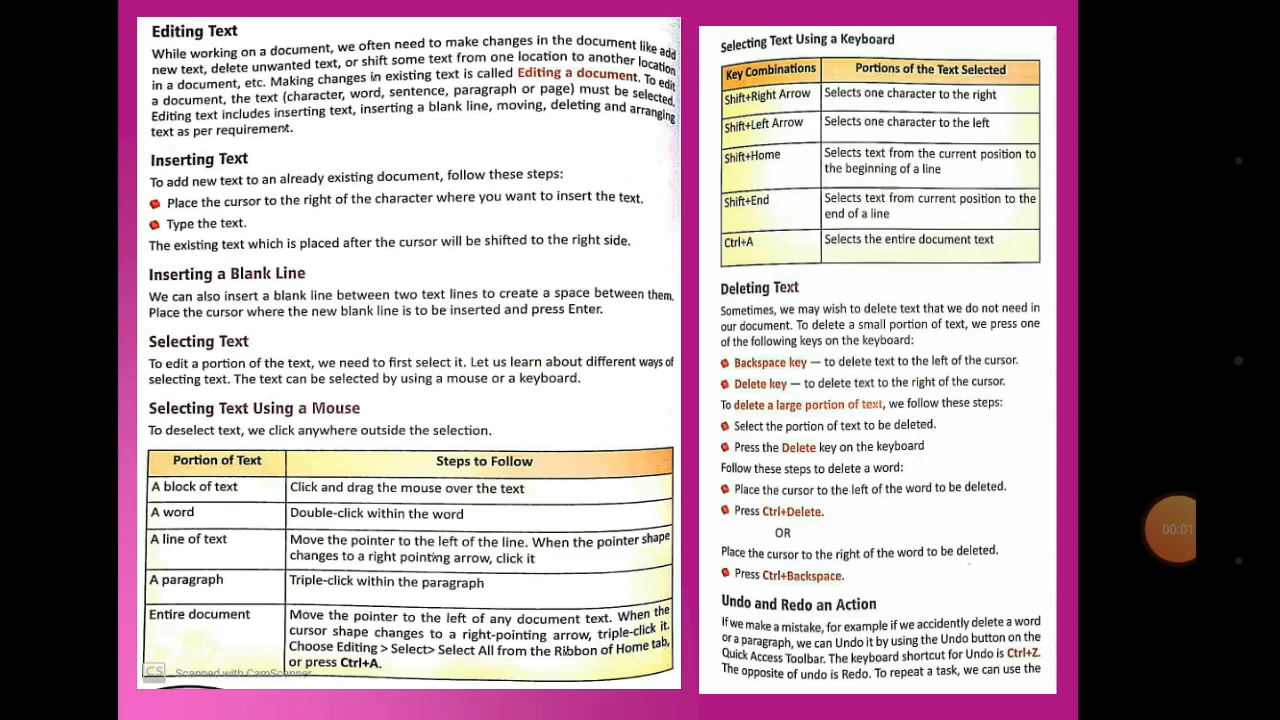 Editing Text
While working on a document, we often need to make changes in the document like add
new text, delete unwanted text, or shift some text from one location to another location
in a document, etc. Making changes in existing text is called Editing a document. To edit
a document, the text (character, word, sentence, paragraph or page) must be selected.
Editing text includes inserting text, inserting a blank line, moving, deleting and arranging
text as per requirement.
Inserting Text
To add new text to an already existing document, follow these steps:
Place the cursor to the right of the character where you want to insert the text.
Type the text.
The existing text which is placed after the cursor will be shifted to the right side.
Inserting a Blank Line
We can also insert a blank line between two text lines to create a space between them.
Place the cursor where the new blank line is to be inserted and press Enter.
Selecting Text
To edit a portion of the text, we need to first select it. Let us learn about different ways of
selecting text. The text can be selected by using a mouse or a keyboard.
Selecting Text Using a Mouse
To deselect text, we click anywhere outside the selection.
Portion of Text Steps to Follow
A block of text Click and drag the mouse over the text
A word Double-click within the word
A line of text Move the pointer to the left of the line. When the pointer shape
changes to a right pointing arrow, click it
A paragraph Triple-click within the paragraph
Entire document Move the pointer to the left of any document text. When the
cursor shape changes to a right-pointing arrow, triple-click it.
Choose Editing > Select> Select All from the Ribbon of Home tab,
or press Ctrl+A.
CS Scanned with CamScanner
Selecting Text Using a Keyboard
Key Combinations Portions of the Text Selected
Shift+Right Arrow Selects one character to the right
Shift+Left Arrow Selects one character to the left
Shift+Home Selects text from the current position to
the beginning of a line
Shift+End Selects text from current position to the
end of a line
Ctrl+A Selects the entire document text
Deleting Text
Sometimes, we may wish to delete text that we do not need in
our document. To delete a small portion of text, we press one
of the following keys on the keyboard:
Backspace key — to delete text to the left of the cursor.
Delete key — to delete text to the right of the cursor.
To delete a large portion of text, we follow these steps:
Select the portion of text to be deleted.
Press the Delete key on the keyboard
Follow these steps to delete a word:
Place the cursor to the left of the word to be deleted.
Press Ctrl+Delete.
OR
Place the cursor to the right of the word to be deleted.
Press Ctrl+Backspace.
Undo and Redo an Action
If we make a mistake, for example if we accidently delete a word
or a paragraph, we can Undo it by using the Undo button on the
Quick Access Toolbar. The keyboard shortcut for Undo is Ctrl+Z.
The opposite of undo is Redo. To repeat a task, we can use the
00:01